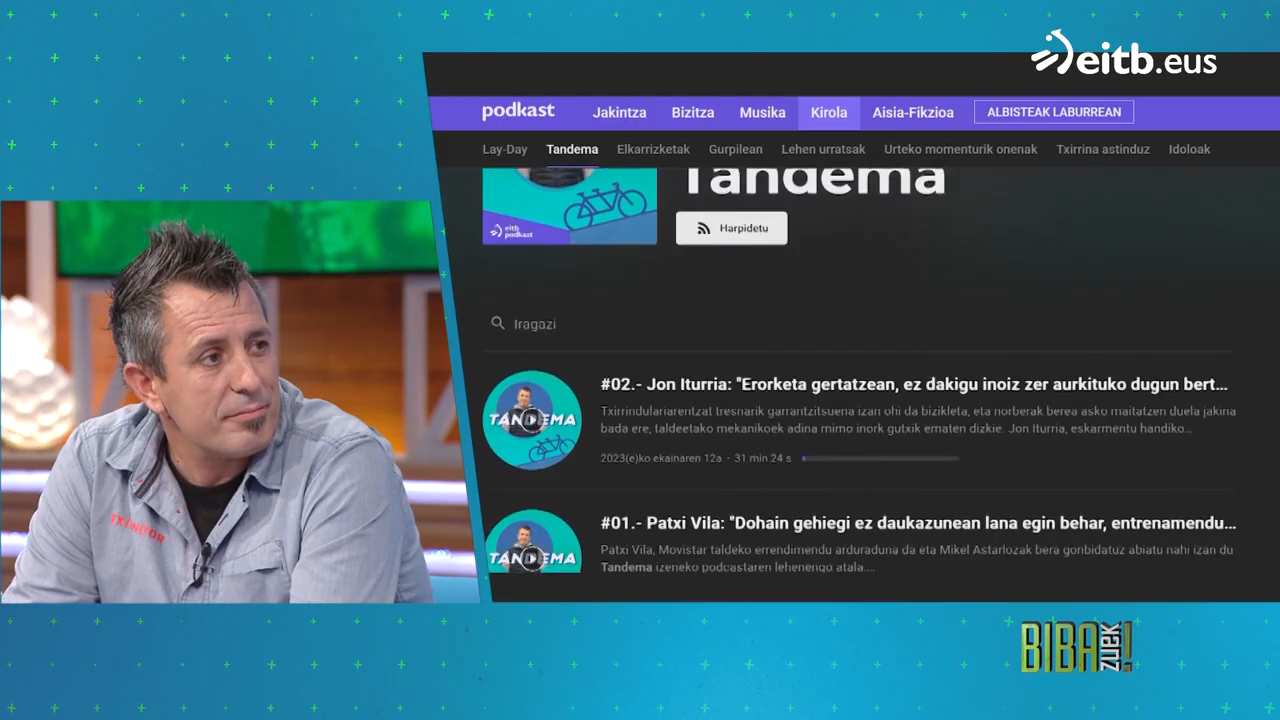 eitb.eus
podkast Jakintza Bizitza Musika Kirola Aisia-Fikzioa ALBISTEAK LABURREAN
Lay-Day Tandema Elkarrizketak Gurpilean Lehen urratsak Urteko momenturik onenak Txirrina astinduz Idoloak
Tandema
eitb
podkast
Harpidetu
Iragazi
TANDEMA
#02.- Jon Iturria: "Erorketa gertatzean, ez dakigu inoiz zer aurkituko dugun bert...
Txirrindulariarentzat tresnarik garrantzitsuena izan ohi da bizikleta, eta norberak berea asko maitatzen duela jakina
bada ere, taldeetako mekanikoek adina mimo inork gutxik ematen dizkie. Jon Iturria, eskarmentu handiko...
2023(e)ko ekainaren 12a - 31 min 24 s
TANDEMA
#01.- Patxi Vila: "Dohain gehiegi ez daukazunean lana egin behar, entrenamendu...
Patxi Vila, Movistar taldeko errendimendu arduraduna da eta Mikel Astarlozak bera gonbidatuz abiatu nahi izan du
Tandema izeneko podcastaren lehenengo atala....
BIBA
ZUEK!